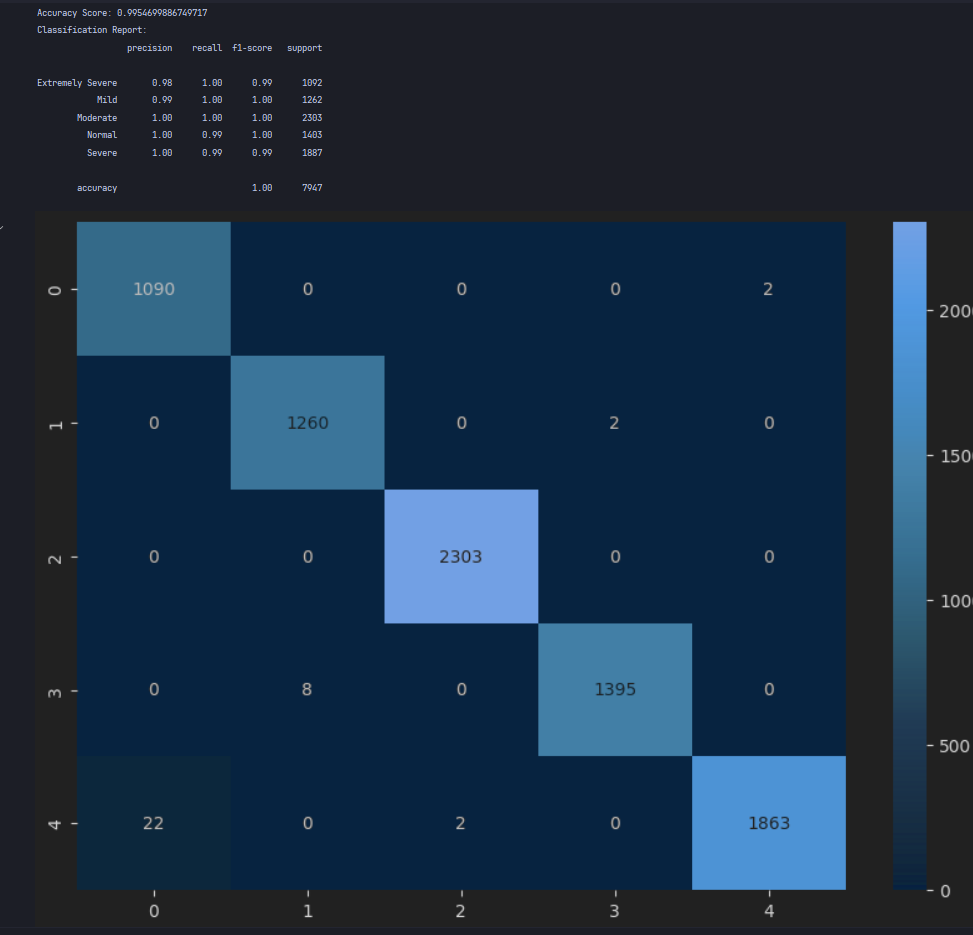 Accuracy Score: 0.9954699886749717
Classification Report:
precision recall f1-score support
Extremely Severe 0.98 1.00 0.99 1092
Mild 0.99 1.00 1.00 1262
Moderate 1.00 1.00 1.00 2303
Normal 1.00 0.99 1.00 1403
Severe 1.00 0.99 0.99 1887
accuracy 1.00 7947
0 1090 0 0 0 2
1 0 1260 0 2 0
2 0 0 2303 0 0
3 0 8 0 1395 0
4 22 0 2 0 1863
0 1 2 3 4
500
0